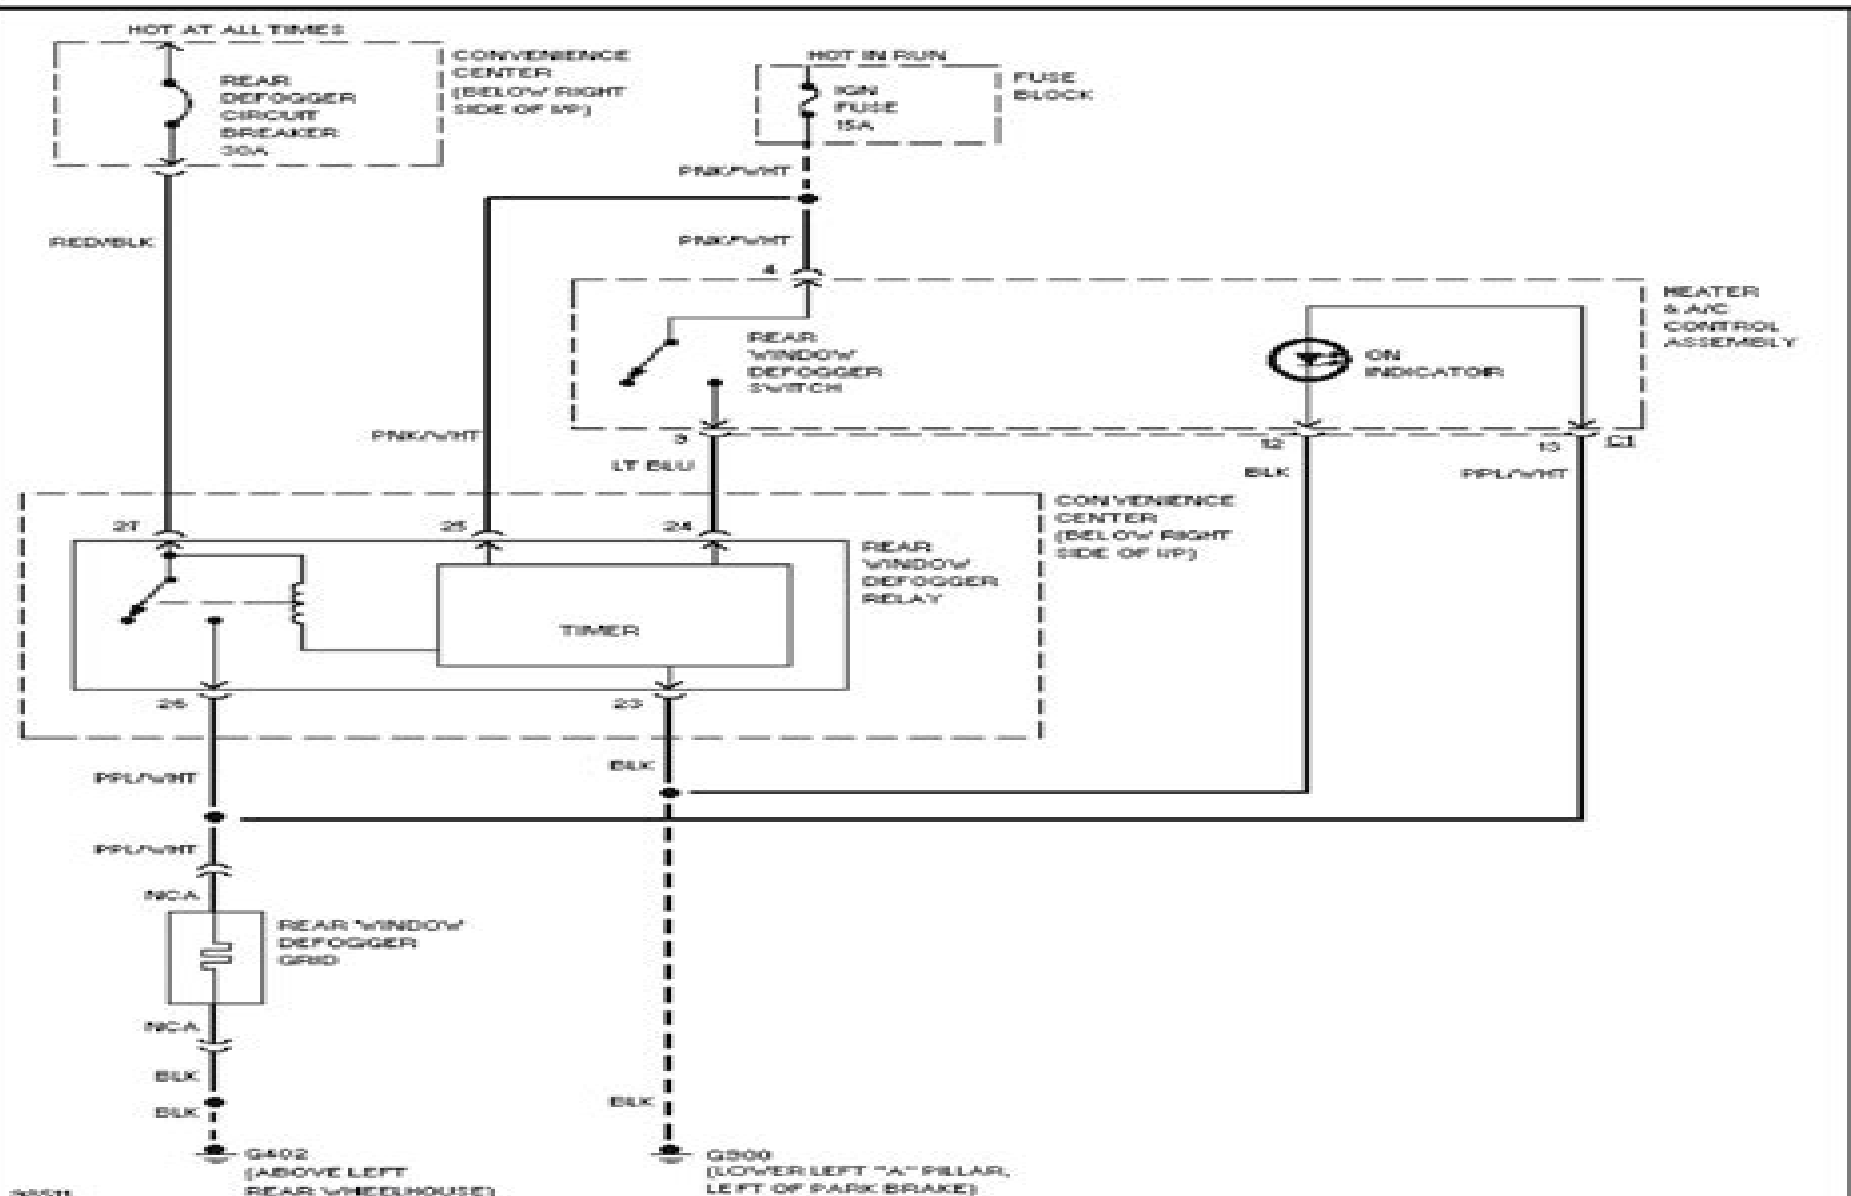 HOT AT ALL TIMES
REAR
DEFOGGER
CIRCUIT
BREAKER
30A
CONVENIENCE
CENTER
(BELOW RIGHT
SIDE OF I/P)
HOT IN RUN
IGN
FUSE
15A
FUSE
BLOCK
PNK/WHT
RED/BLK
PNK/WHT
4
HEATER
& A/C
CONTROL
ASSEMBLY
REAR
WINDOW
DEFOGGER
SWITCH
ON
INDICATOR
PNK/WHT
LT BLU
12
13
C1
BLK
PPL/WHT
27
25
24
CONVENIENCE
CENTER
(BELOW RIGHT
SIDE OF I/P)
REAR
WINDOW
DEFOGGER
RELAY
TIMER
26
23
PPL/WHT
BLK
PPL/WHT
NCA
REAR WINDOW
DEFOGGER
GRID
NCA
BLK
BLK
BLK
G402
(ABOVE LEFT
REAR WHEELHOUSE)
(LOWER LEFT "A" PILLAR,
LEFT OF PARK BRAKE)